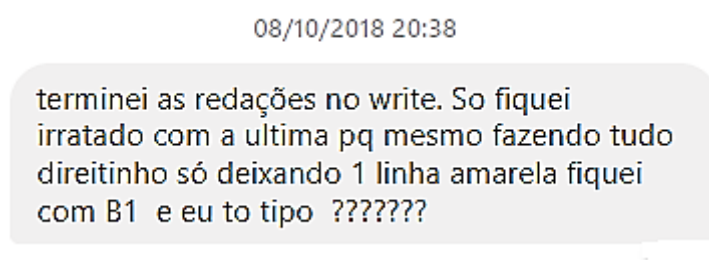 08/10/2018 20:38
terminei as redações no write. So fiquei
irratado com a ultima pq mesmo fazendo tudo
direitinho só deixando 1 linha amarela fiquei
com B1  e eu to tipo  ???????